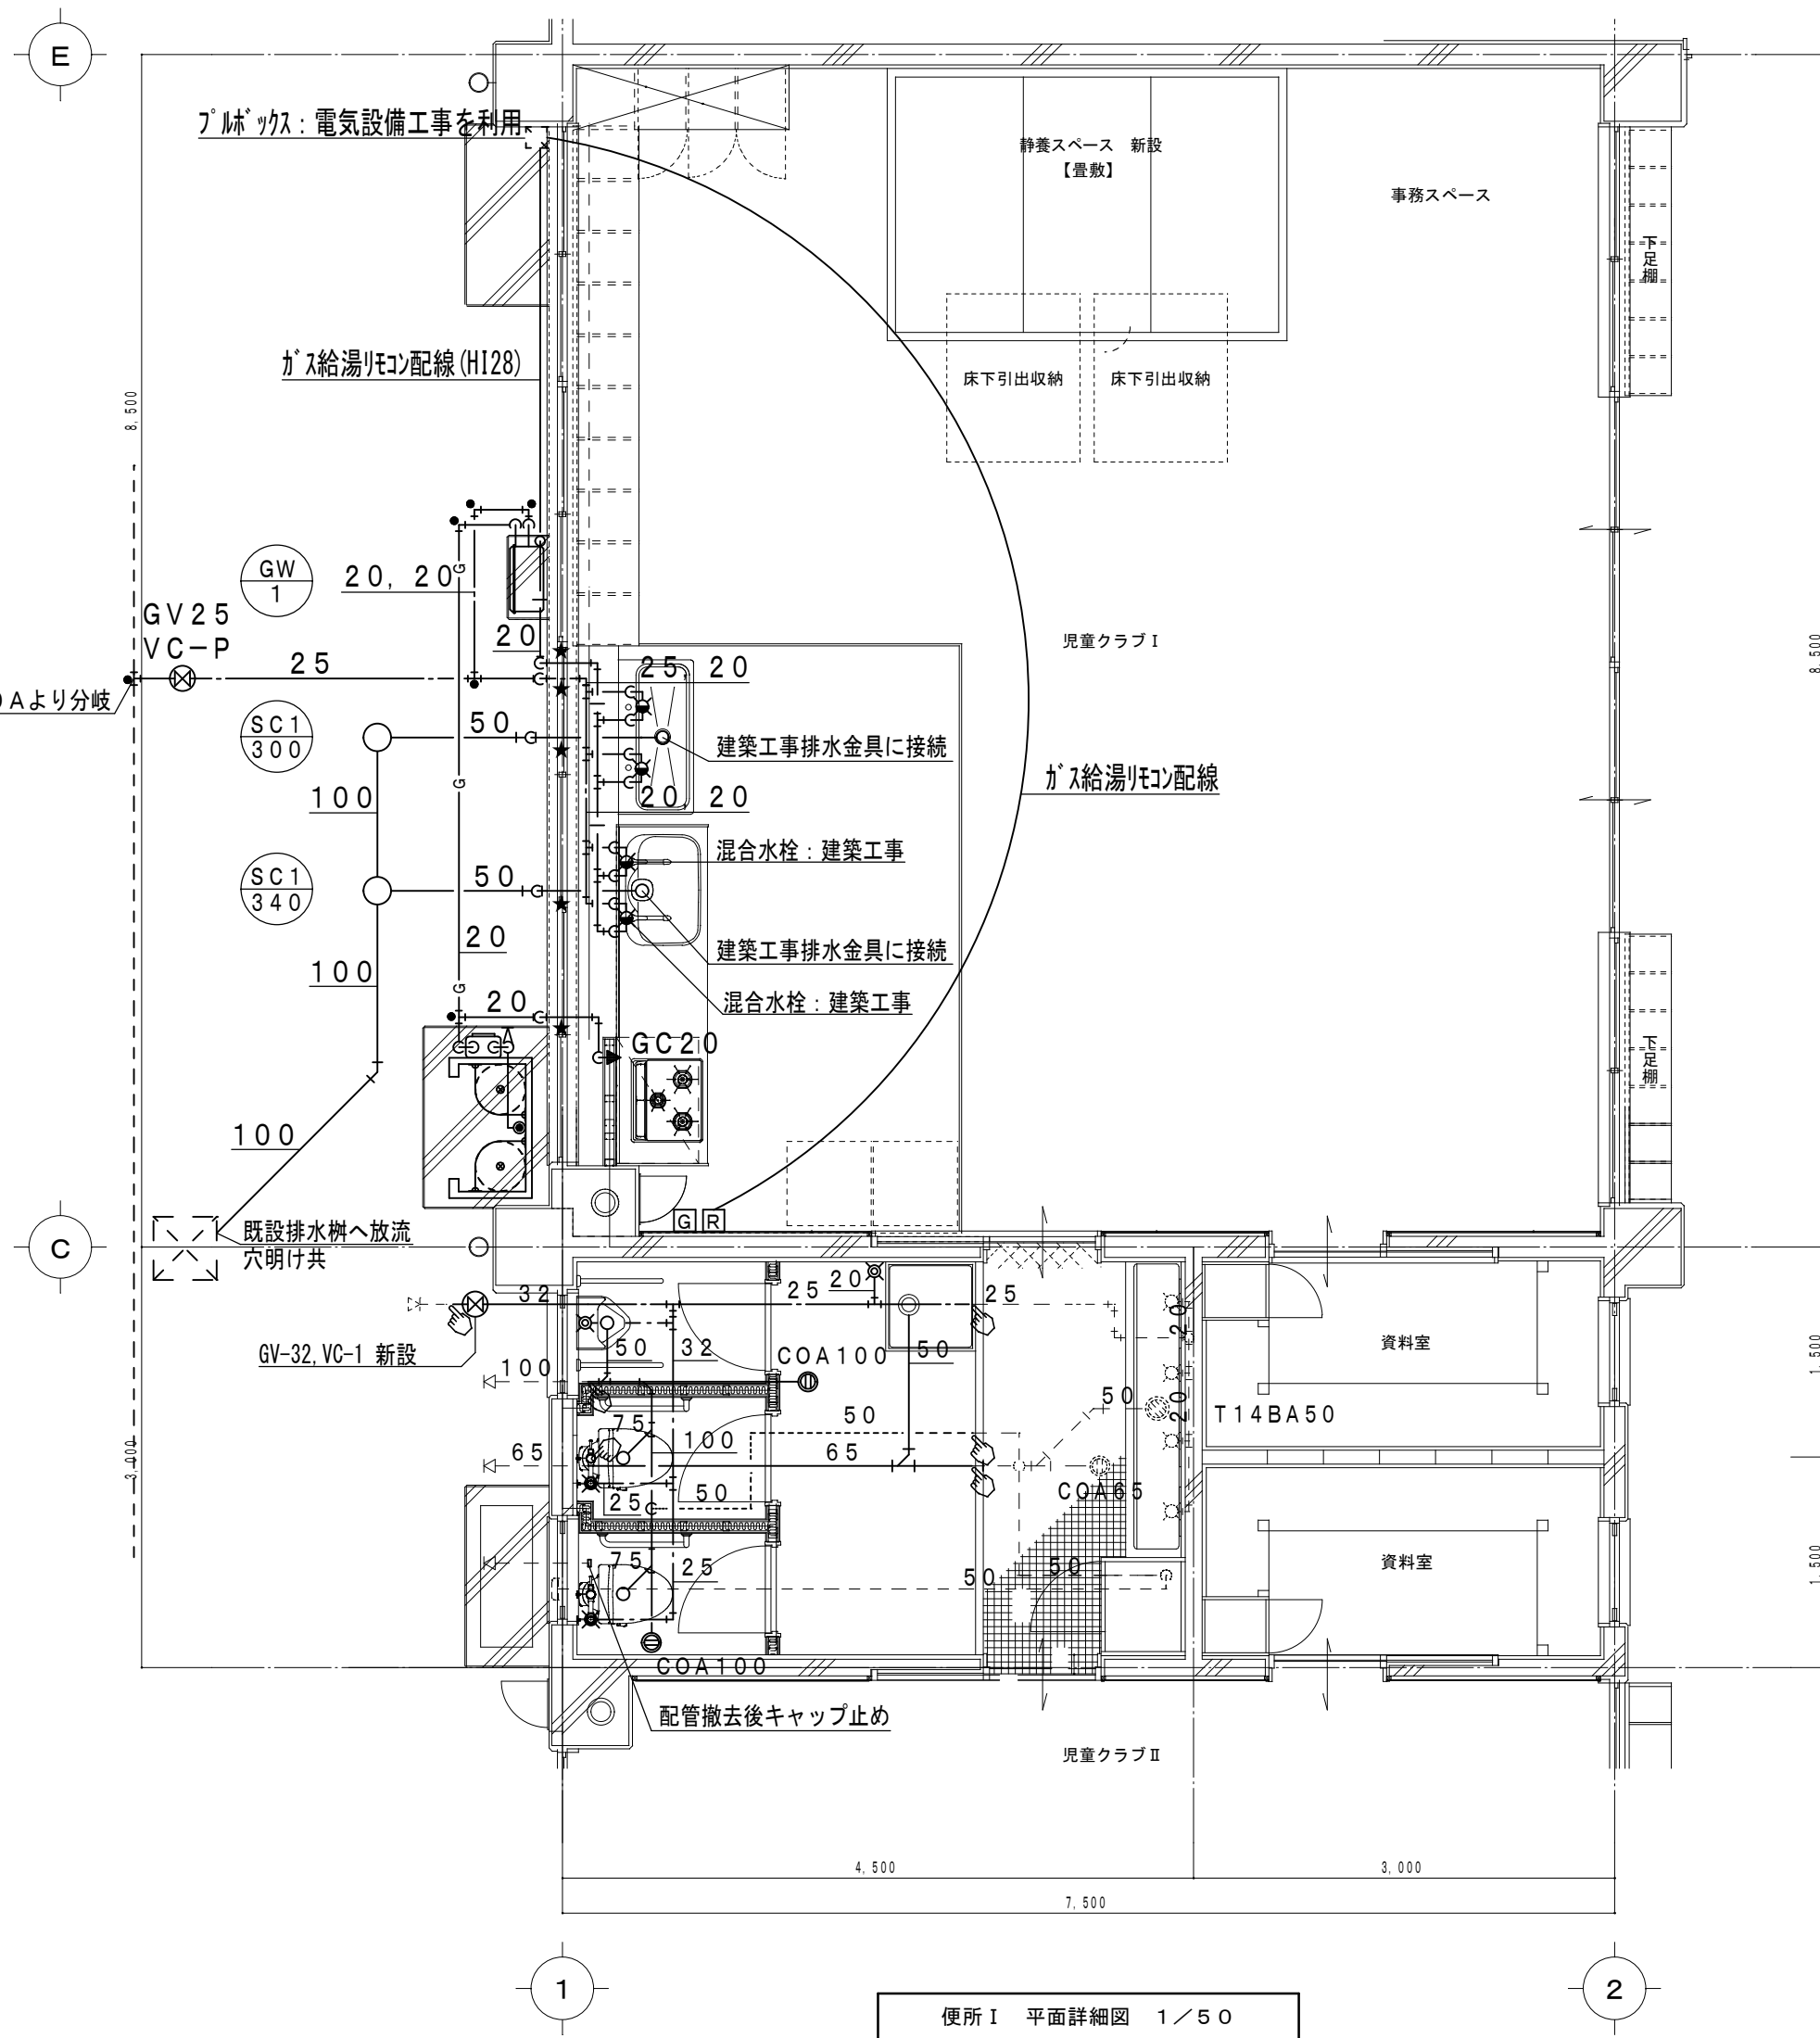 E
プルボックス：電気設備工事を利用
静養スペース 新設
【畳敷】
事務スペース
下足棚
ガス給湯リモコン配線(HI28)
床下引出収納
床下引出収納
8,500
GW
1
20, 20
G
GV25
VC-P
20
25
25 20
児童クラブⅠ
8,500
Aより分岐
SC1
300
50
建築工事排水金具に接続
ガス給湯リモコン配線
G
100
20 20
混合水栓：建築工事
SC1
340
50
20
建築工事排水金具に接続
100
G
20
混合水栓：建築工事
GC20
下足棚
100
G R
C
既設排水桝へ放流
穴明け共
32
25
20
25
20
GV-32,VC-1 新設
50
32
COA100
50
資料室
1,500
100
50
20
T14BA50
75
100
50
65
65
3,000
25
50
COA65
75
25
50
50
資料室
1,500
COA100
配管撤去後キャップ止め
児童クラブⅡ
4,500
3,000
7,500
1
2
便所Ⅰ 平面詳細図 1／50